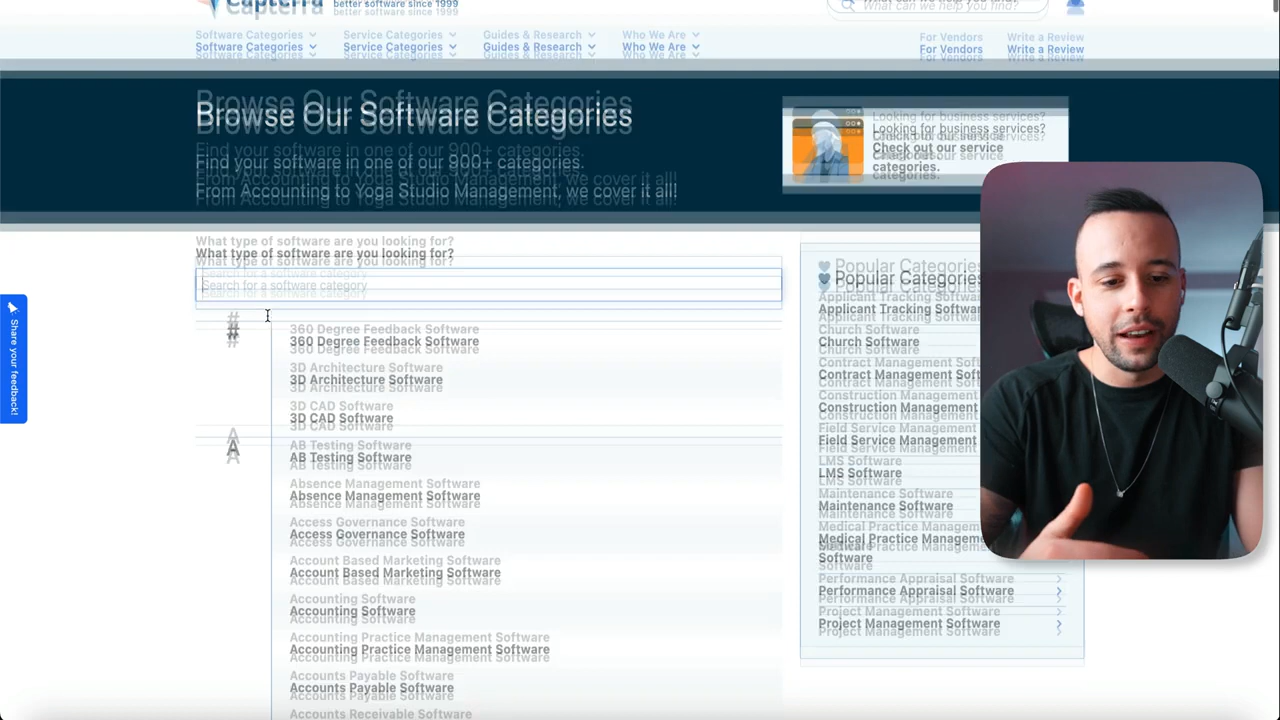 Capterra
better software since 1999
What can we help you find?
Software Categories
Service Categories
Guides & Research
Who We Are
For Vendors
Write a Review
Browse Our Software Categories
Find your software in one of our 900+ categories.
From Accounting to Yoga Studio Management, we cover it all!
Looking for business services?
Check out our service
categories.
What type of software are you looking for?
Search for a software category
Share your feedback!
#
360 Degree Feedback Software
3D Architecture Software
3D CAD Software
A
AB Testing Software
Absence Management Software
Access Governance Software
Account Based Marketing Software
Accounting Software
Accounting Practice Management Software
Accounts Payable Software
Accounts Receivable Software
Popular Categories
Applicant Tracking Software
Church Software
Contract Management Soft
Construction Management
Field Service Management
LMS Software
Maintenance Software
Medical Practice Management
Software
Performance Appraisal Software
Project Management Software